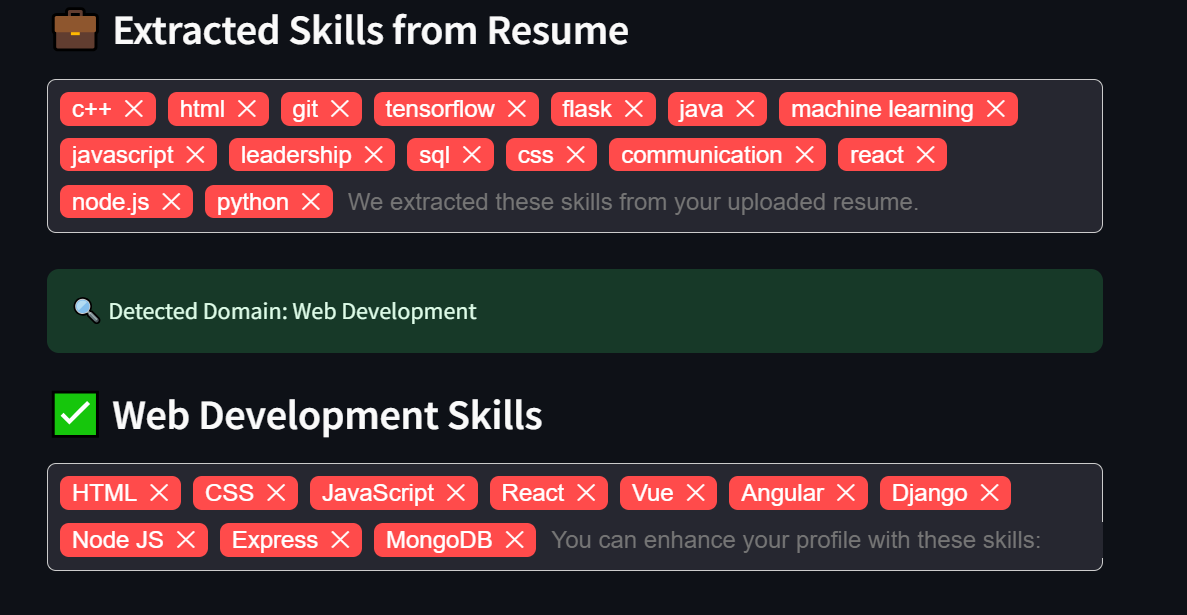 Extracted Skills from Resume
c++ html git tensorflow flask java machine learning
javascript leadership sql css communication react
node.js python We extracted these skills from your uploaded resume.
Detected Domain: Web Development
Web Development Skills
HTML CSS JavaScript React Vue Angular Django
Node JS Express MongoDB You can enhance your profile with these skills: